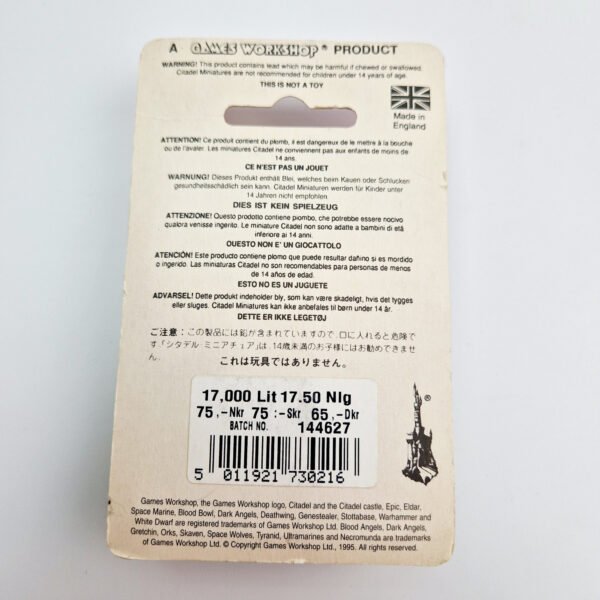 A GAMES WORKSHOP® PRODUCT
WARNING! This product contains lead which may be harmful if chewed or swallowed.
Citadel Miniatures are not recommended for children under 14 years of age.
THIS IS NOT A TOY
Made in
England
ATTENTION! Ce produit contient du plomb, il est dangereux de le mettre à la bouche
ou de l'avaler. Les miniatures Citadel ne conviennent pas aux enfants de moins de
14 ans.
CE N'EST PAS UN JOUET
WARNUNG! Dieses Produkt enthält Blei, welches beim Kauen oder Schlucken
gesundheitsschädlich sein kann. Citadel Miniaturen werden für Kinder unter
14 Jahren nicht empfohlen.
DIES IST KEIN SPIELZEUG
ATTENZIONE! Questo prodotto contiene piombo, che potrebbe essere nocivo
qualora venisse ingerito. Le miniature Citadel non sono adatte a bambini di età
inferiore ai 14 anni.
QUESTO NON E' UN GIOCATTOLO
ATENCIÓN! Este producto contiene plomo que puede resultar dañino si es mordido
o ingerido. Las miniaturas Citadel no son recomendables para personas de menos
de 14 años de edad.
ESTO NO ES UN JUGUETE
ADVARSEL! Dette produkt indeholder bly, som kan være skadeligt, hvis det tygges
eller sluges. Citadel Miniatures kan ikke anbefales til børn under 14 år.
DETTE ER IKKE LEGETØJ
ご注意：この製品には鉛が含まれていますので、口に入れると危険で
す。「シタデル ミニアチュア」は、14歳未満のお子様にはお勧めできませ
ん。
これは玩具ではありません。
17,000 Lit 17.50 Nlg
75,-Nkr 75:-Skr 65,-Dkr
BATCH NO. 144627
5 011921 730216
®
Games Workshop, the Games Workshop logo, Citadel and the Citadel castle, Epic, Eldar,
Space Marine, Blood Bowl, Dark Angels, Deathwing, Genestealer, Slottabase, Warhammer and
White Dwarf are registered trademarks of Games Workshop Ltd. Blood Angels, Dark Angels,
Gretchin, Orks, Skaven, Space Wolves, Tyranid, Ultramarines and Necromunda are trademarks
of Games Workshop Ltd. © Copyright Games Workshop Ltd., 1995. All rights reserved.